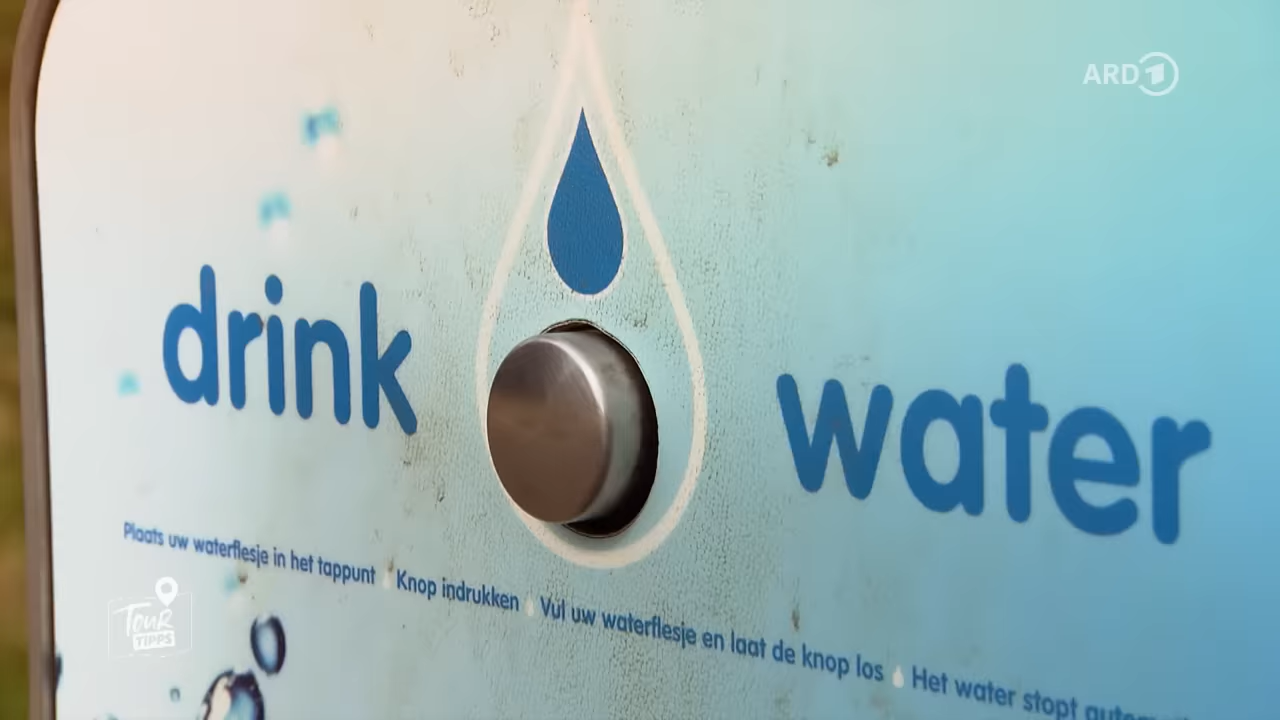 ARD 1
drink water
Plaats uw waterflesje in het tappunt Knop indrukken Vul uw waterflesje en laat de knop los Het water stopt
TOUR
TIPPS